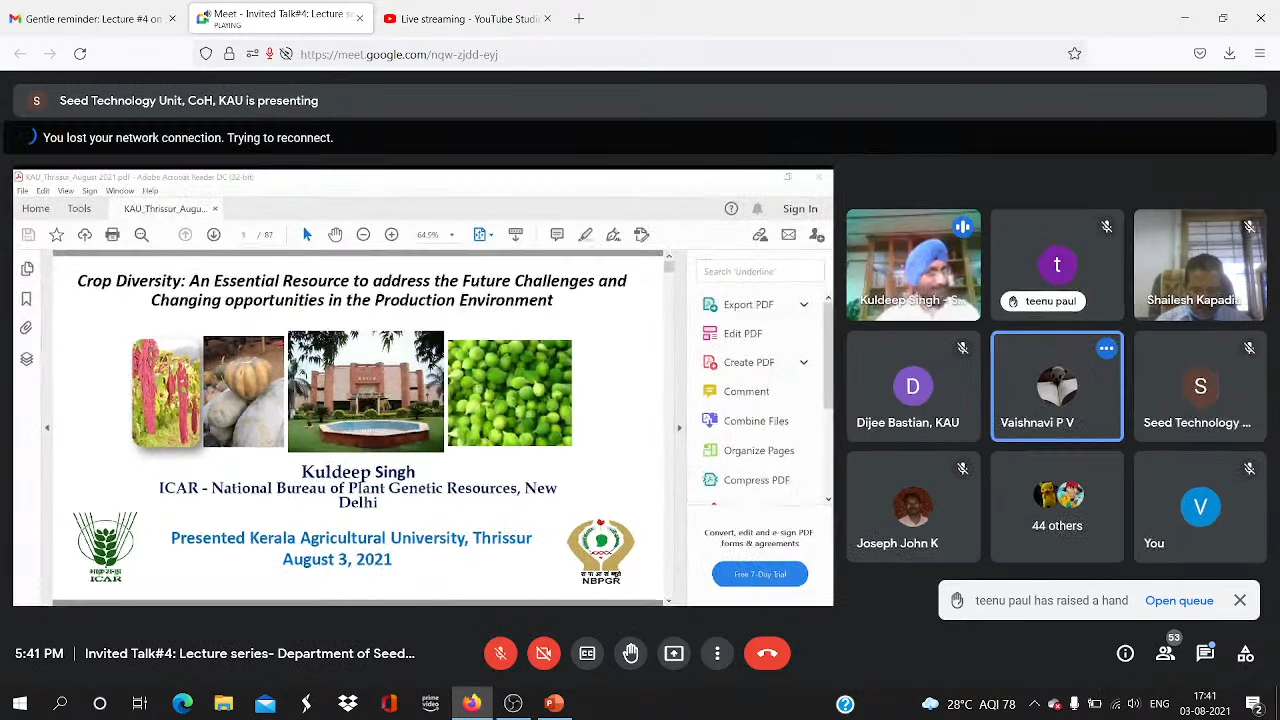 Gentle reminder: Lecture #4 on
Meet - Invited Talk#4: Lecture se
PLAYING
Live streaming - YouTube Studio
https://meet.google.com/nqw-zjdd-eyj
S
Seed Technology Unit, CoH, KAU is presenting
You lost your network connection. Trying to reconnect.
KAU_Thrissur_August 2021.pdf - Adobe Acrobat Reader DC (32-bit)
File Edit View Sign Window Help
Home Tools KAU_Thrissur_Augu... Sign In
1 / 87 64.9%
Crop Diversity: An Essential Resource to address the Future Challenges and
Changing opportunities in the Production Environment
Kuldeep Singh
ICAR - National Bureau of Plant Genetic Resources, New
Delhi
Presented Kerala Agricultural University, Thrissur
August 3, 2021
ICAR
NBPGR
Search 'Underline'
Export PDF
Edit PDF
Create PDF
Comment
Combine Files
Organize Pages
Compress PDF
Convert, edit and e-sign PDF
forms & agreements
Free 7-Day Trial
Kuldeep Singh - S...
t
teenu paul
Shailesh Kapadia
D
Dijee Bastian, KAU
Vaishnavi P V
S
Seed Technology ...
Joseph John K
44 others
V
You
teenu paul has raised a hand Open queue
5:41 PM | Invited Talk#4: Lecture series- Department of Seed...
53
prime
video
28°C AQI 78
ENG
17:41
03-08-2021
2